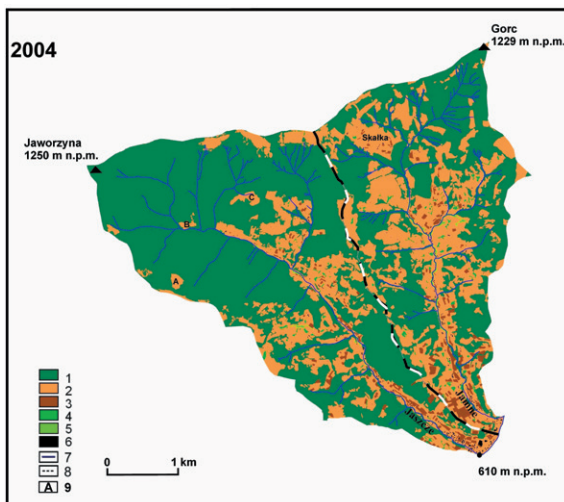 2004
Gorc
1229 m n.p.m.
Jaworzyna
1250 m n.p.m.
Skałka
C
B
A
Jamne
Jaszcze
610 m n.p.m.
1
2
3
4
5
6
7
8
A 9
0 1 km